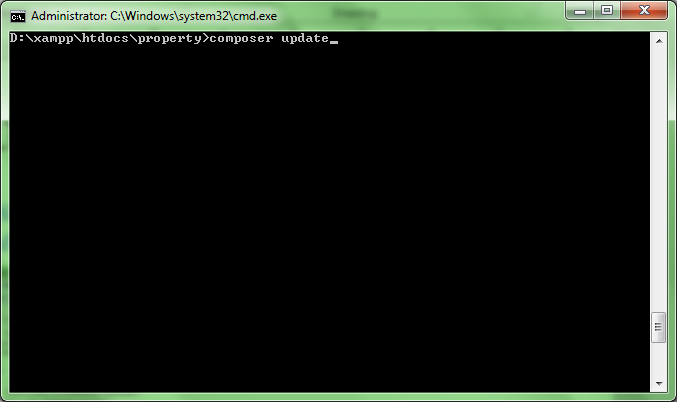 Administrator: C:\Windows\system32\cmd.exe
D:\xampp\htdocs\property>composer update_